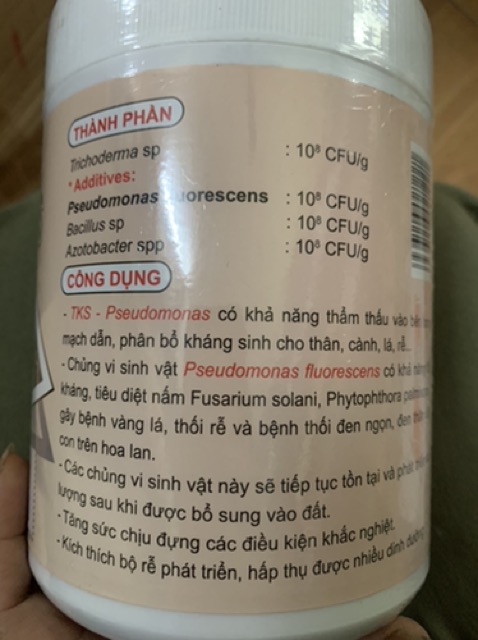 THÀNH PHẦN
Trichoderma sp : 10⁸ CFU/g
*Additives:
Pseudomonas : 10⁸ CFU/g
Bacillus sp : 10⁸ CFU/g
Azotobacter spp : 10⁸ CFU/g
CÔNG DỤNG
- TKS - Pseudomonas có khả năng thẩm thấu vào
mạch dẫn, phân bổ kháng sinh cho thân, cành, lá, rễ...
- Chủng vi sinh vật Pseudomonas fluorescens có khả
kháng, tiêu diệt nấm Fusarium solani, Phytophthora
gây bệnh vàng lá, thối rễ và bệnh thối đen ngọn, đen
con trên hoa lan.
- Các chủng vi sinh vật này sẽ tiếp tục tồn tại và phát
lượng sau khi được bổ sung vào đất.
- Tăng sức chịu đựng các điều kiện khắc nghiệt.
- Kích thích bộ rễ phát triển, hấp thụ được nhiều dinh dưỡng